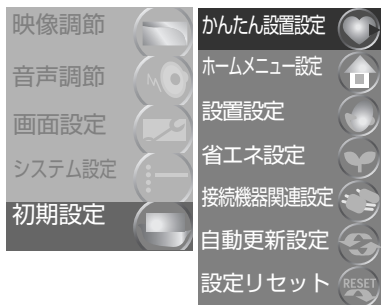 映像調節
音声調節
画面設定
システム設定
初期設定
かんたん設置設定
ホームメニュー設定
設置設定
省エネ設定
接続機器関連設定
自動更新設定
設定リセット
RESET